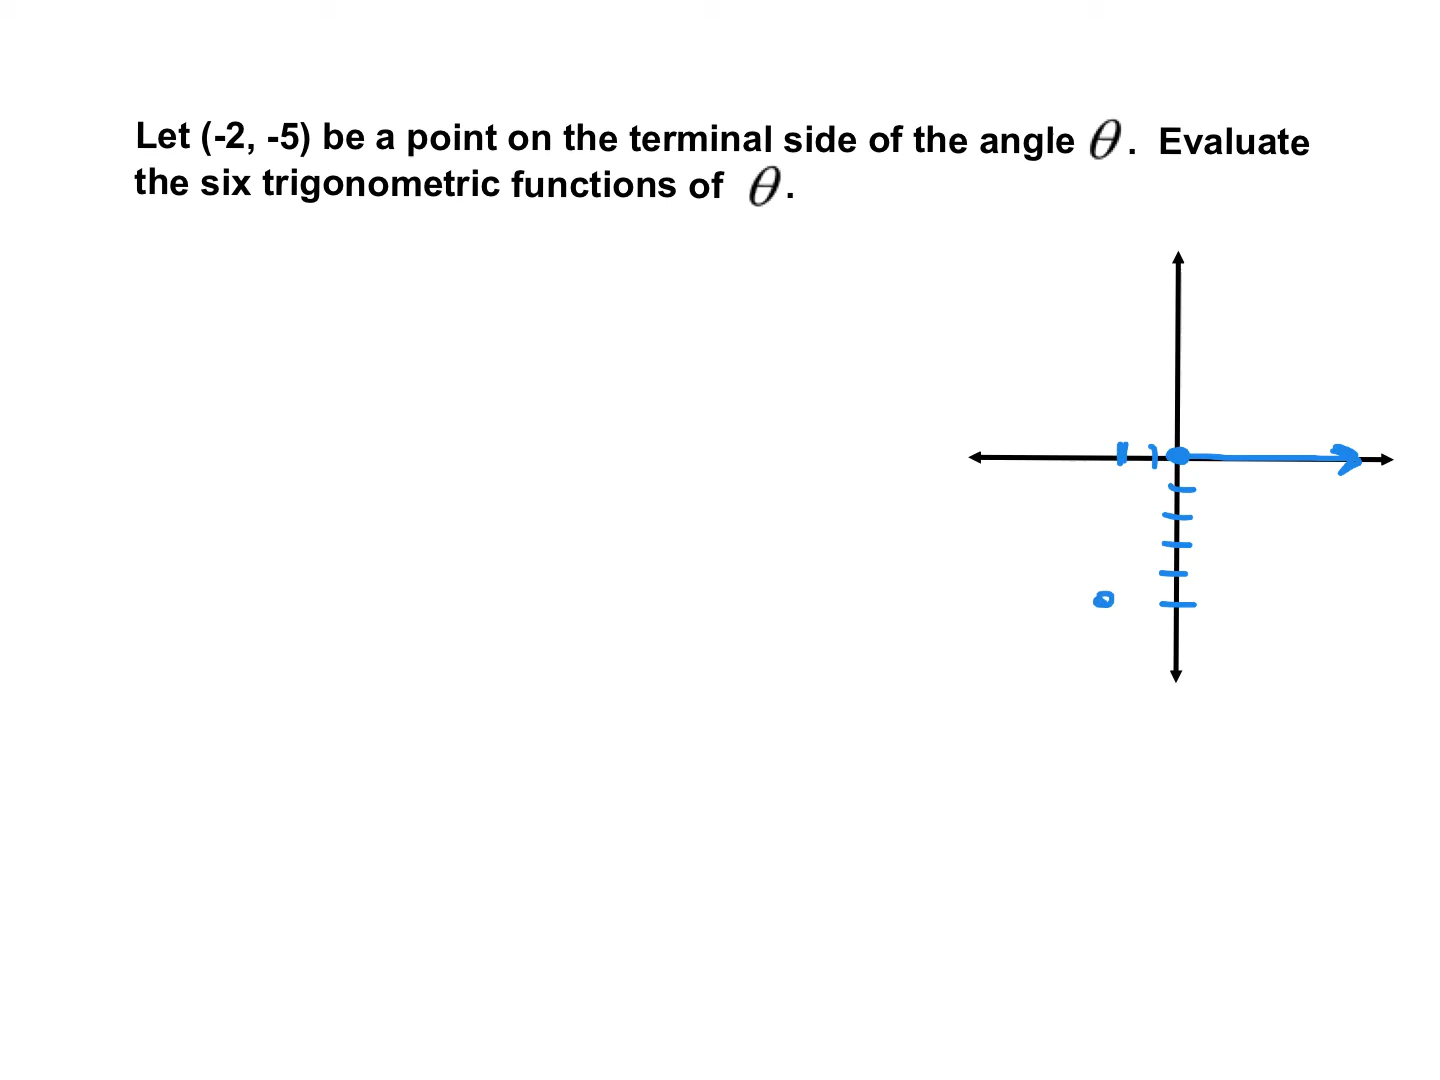 Let (-2, -5) be a point on the terminal side of the angle θ. Evaluate
the six trigonometric functions of θ.